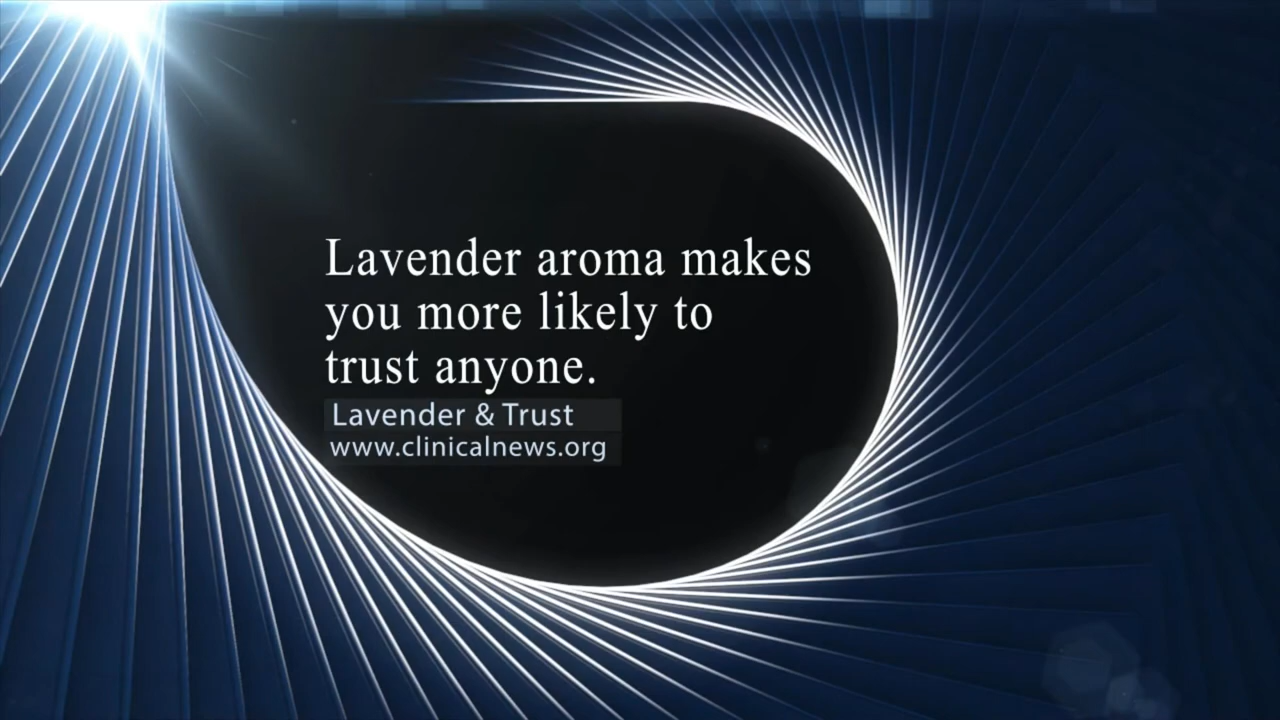 Lavender aroma makes
you more likely to
trust anyone.
Lavender & Trust
www.clinicalnews.org